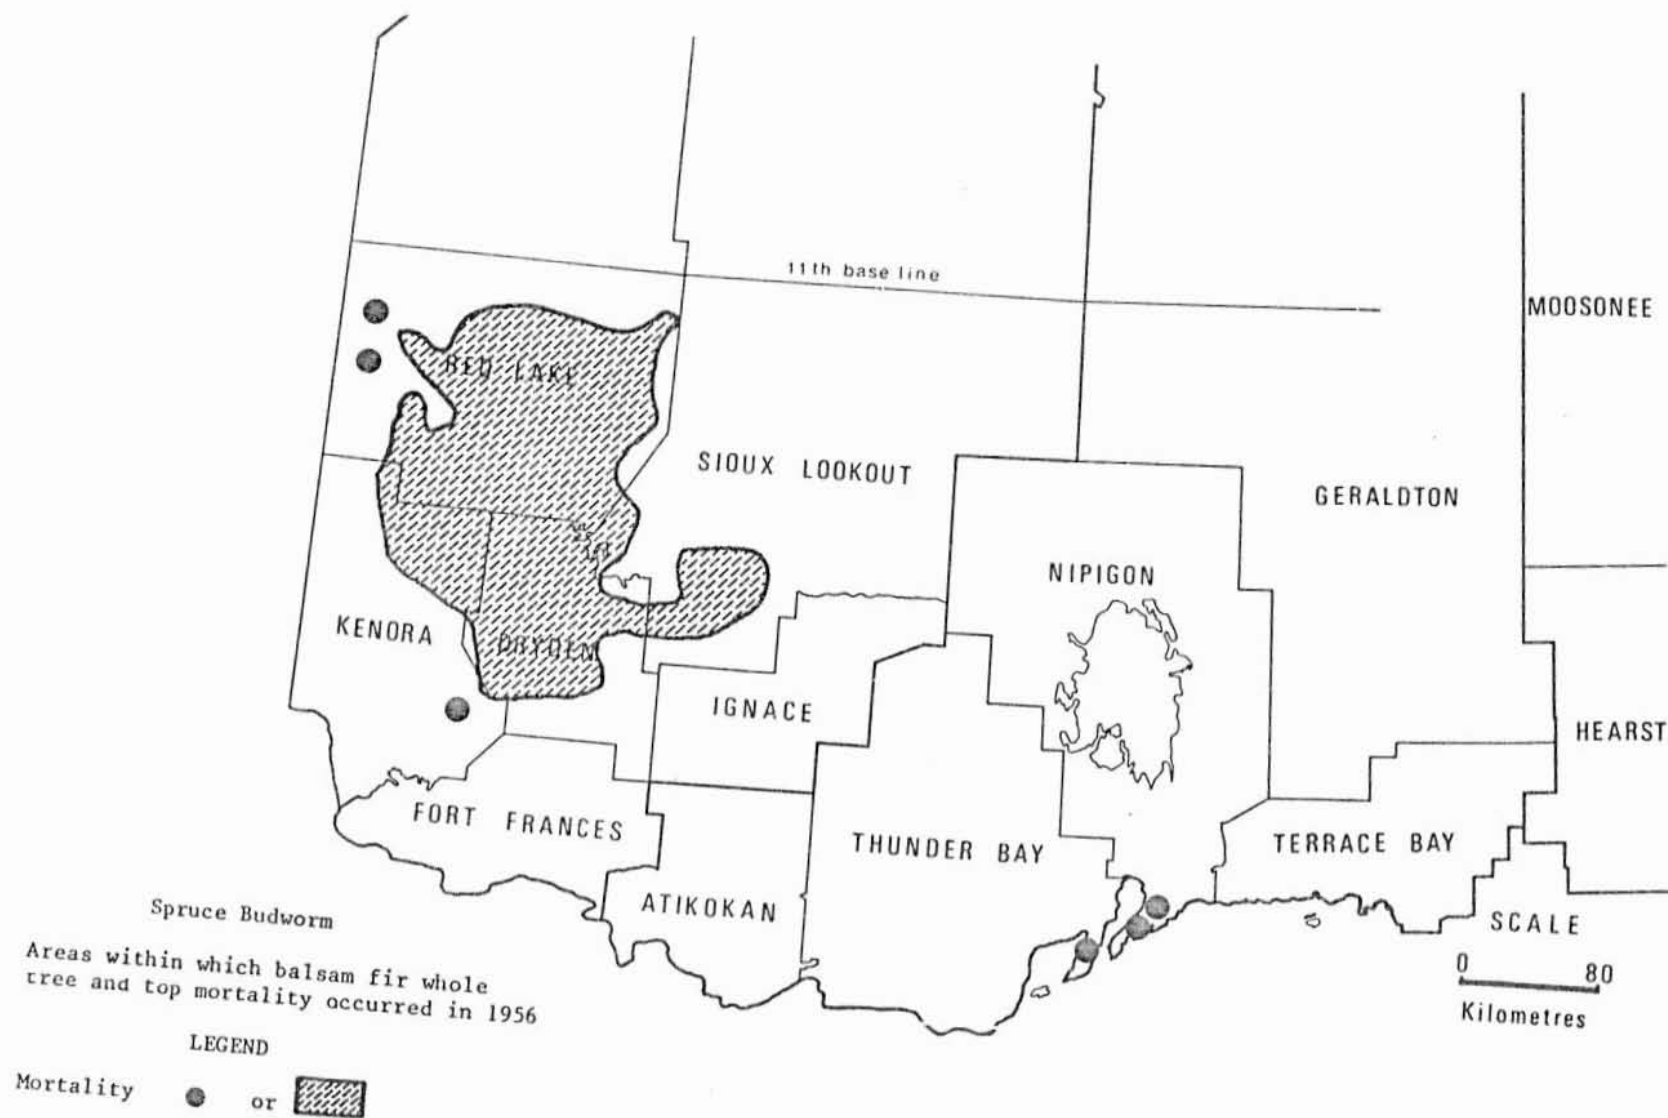 11th base line
MOOSONEE
RED LAKE
SIOUX LOOKOUT
GERALDTON
NIPIGON
KENORA
DRYDEN
IGNACE
HEARST
FORT FRANCES
THUNDER BAY
TERRACE BAY
ATIKOKAN
SCALE
0 80
Kilometres
Spruce Budworm
Areas within which balsam fir whole
tree and top mortality occurred in 1956
LEGEND
Mortality or